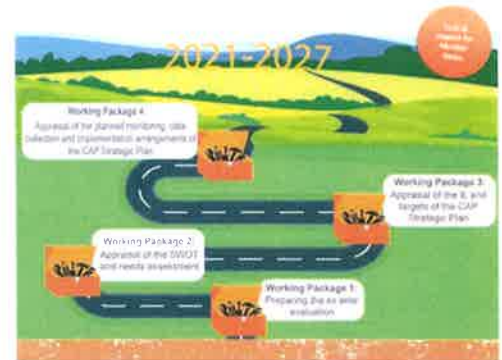 2021-2027
Working Package 4:
Appraisal of the planned monitoring, data
collection and implementation arrangements of
the CAP Strategic Plan
Working Package 3:
Appraisal of the IL and
targets of the CAP
Strategic Plan
Working Package 2:
Appraisal of the SWOT
and needs assessment
Working Package 1:
Preparing the ex ante
evaluation